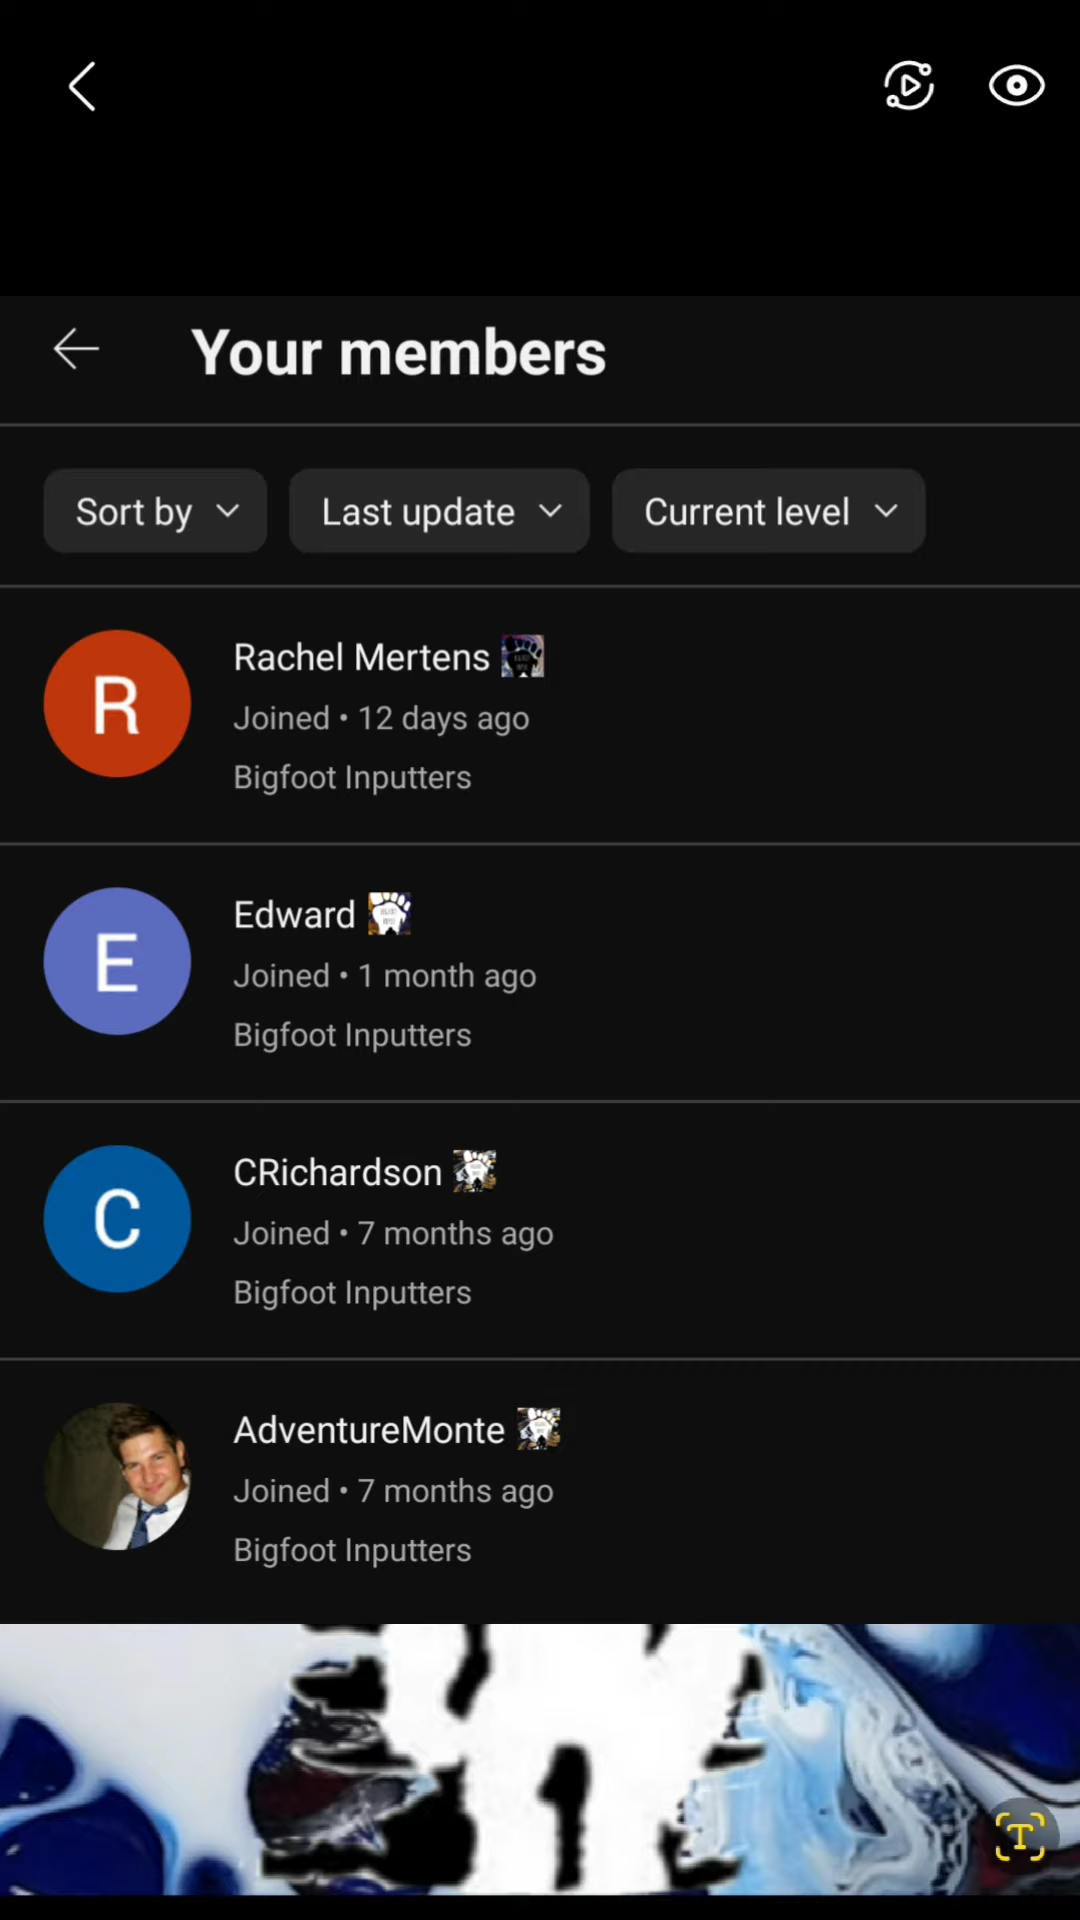 Your members
Sort by
Last update
Current level
R
Rachel Mertens
Joined • 12 days ago
Bigfoot Inputters
E
Edward
Joined • 1 month ago
Bigfoot Inputters
C
CRichardson
Joined • 7 months ago
Bigfoot Inputters
AdventureMonte
Joined • 7 months ago
Bigfoot Inputters
T